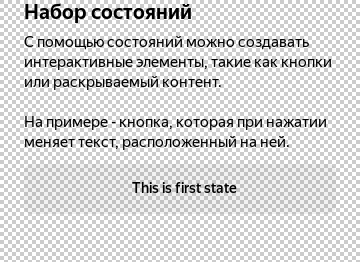 Набор состояний
С помощью состояний можно создавать
интерактивные элементы, такие как кнопки
или раскрываемый контент.
На примере - кнопка, которая при нажатии
меняет текст, расположенный на ней.
This is first state